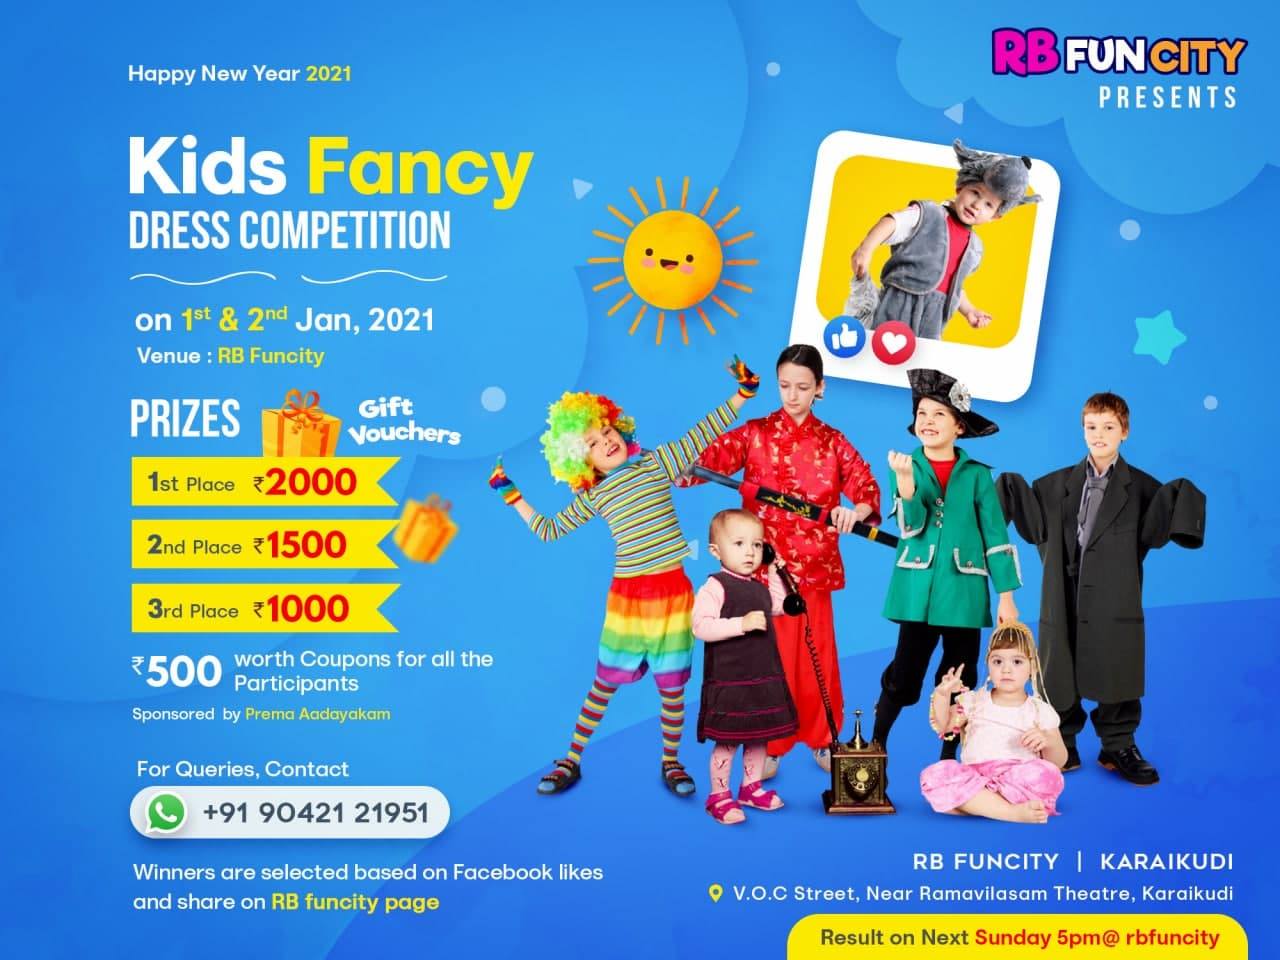 RB FUNCITY
PRESENTS
Happy New Year 2021
Kids Fancy
DRESS COMPETITION
on 1st & 2nd Jan, 2021
Venue : RB Funcity
PRIZES
Gift
Vouchers
1st Place ₹2000
2nd Place ₹1500
3rd Place ₹1000
₹500 worth Coupons for all the
Participants
Sponsored by Prema Aadayakam
For Queries, Contact
+91 90421 21951
Winners are selected based on Facebook likes
and share on RB funcity page
RB FUNCITY | KARAIKUDI
V.O.C Street, Near Ramavilasam Theatre, Karaikudi
Result on Next Sunday 5pm@ rbfuncity